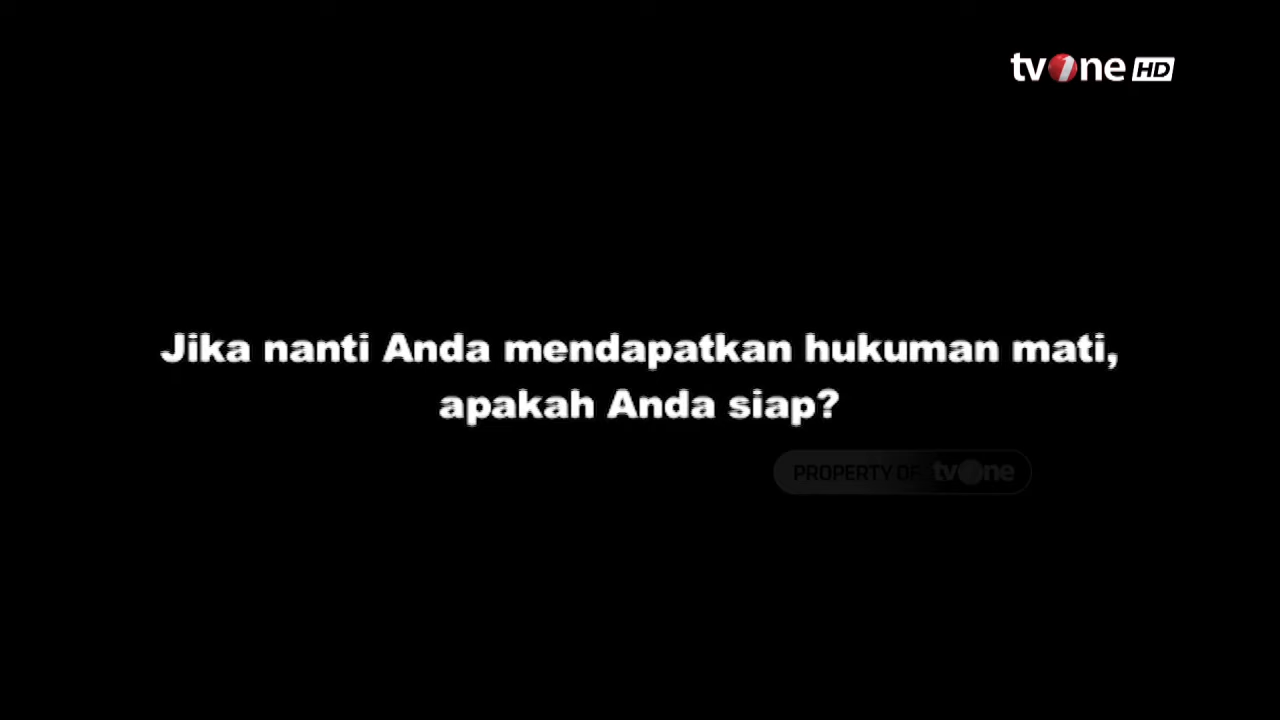 tvOne HD
Jika nanti Anda mendapatkan hukuman mati,
apakah Anda siap?
PROPERTY OF tvOne